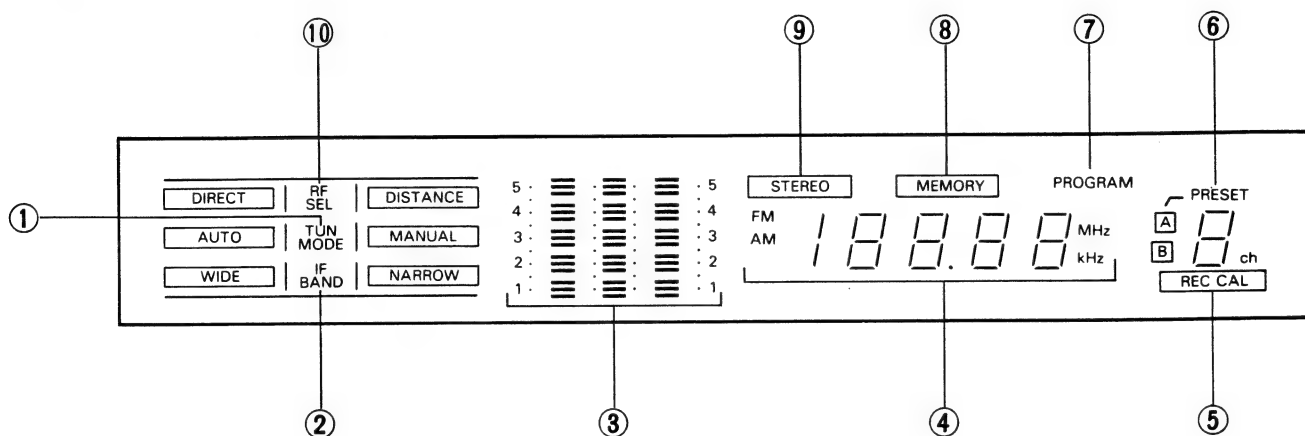 ⑩ ⑨ ⑧ ⑦ ⑥
①
DIRECT RF SEL DISTANCE
AUTO TUN MODE MANUAL
WIDE IF BAND NARROW
5 5
4 4
3 3
2 2
1 1
STEREO MEMORY PROGRAM
FM
AM
188.88
MHz
kHz
PRESET
A
B
8 ch
REC CAL
② ③ ④ ⑤